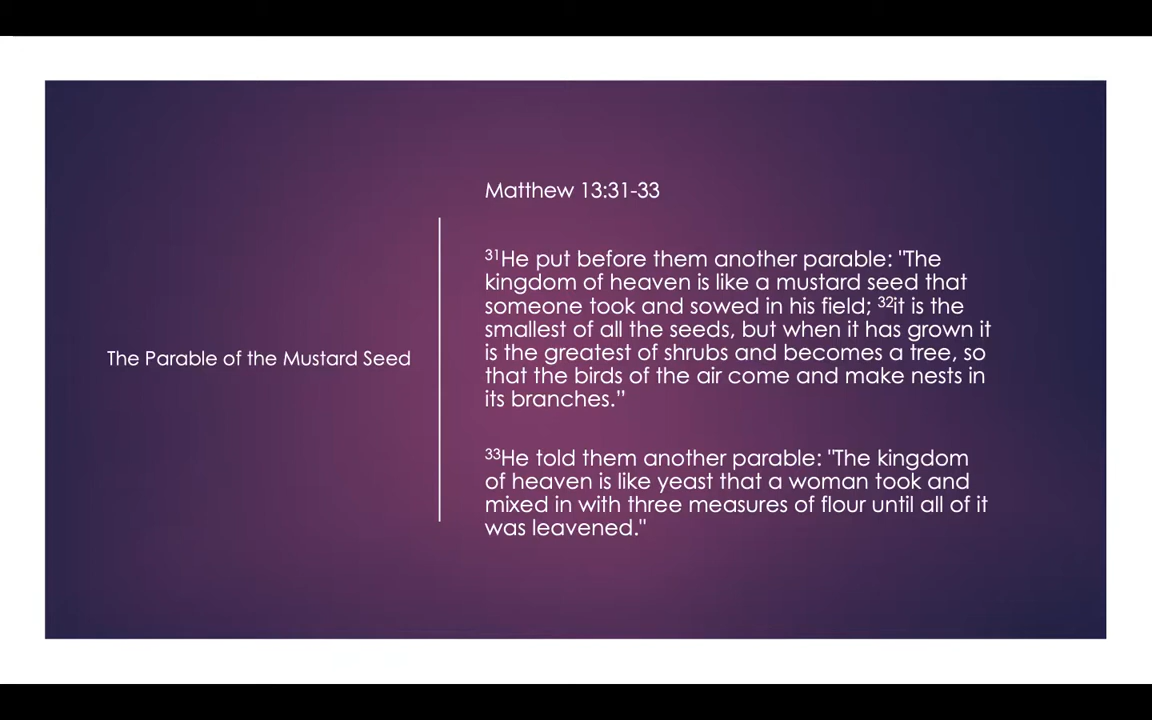 The Parable of the Mustard Seed
Matthew 13:31-33
³¹He put before them another parable: "The
kingdom of heaven is like a mustard seed that
someone took and sowed in his field; ³²it is the
smallest of all the seeds, but when it has grown it
is the greatest of shrubs and becomes a tree, so
that the birds of the air come and make nests in
its branches.”
³³He told them another parable: "The kingdom
of heaven is like yeast that a woman took and
mixed in with three measures of flour until all of it
was leavened."